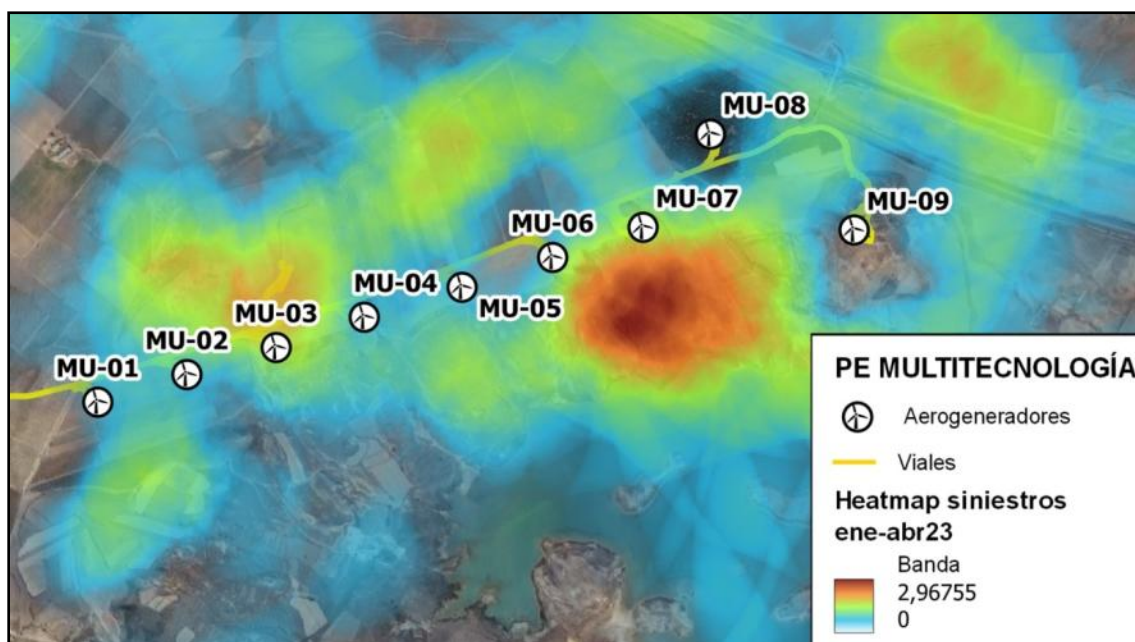 MU-08
MU-07
MU-09
MU-06
MU-04
MU-05
MU-03
MU-02
MU-01
PE MULTITECNOLOGÍA
Aerogeneradores
Viales
Heatmap siniestros
ene-abr23
Banda
2,96755
0